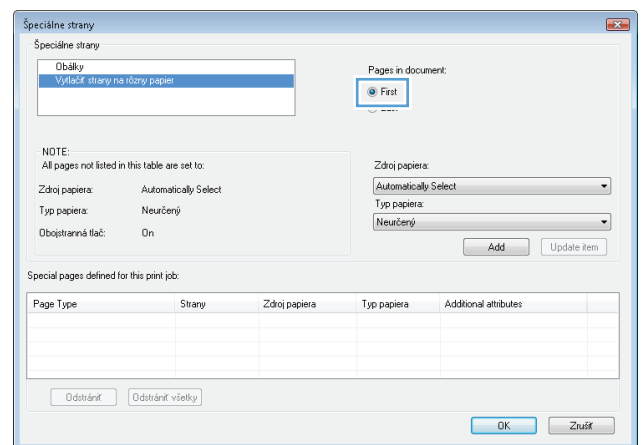 Špeciálne strany
Špeciálne strany
Obálky
Vytlačiť strany na rôzny papier
Pages in document:
First
NOTE:
All pages not listed in this table are set to:
Zdroj papiera: Automatically Select
Typ papiera: Neurčený
Obojstranná tlač: On
Zdroj papiera:
Automatically Select
Typ papiera:
Neurčený
Add Update item
Special pages defined for this print job:
Page Type Strany Zdroj papiera Typ papiera Additional attributes
Odstrániť Odstrániť všetky
OK Zrušiť